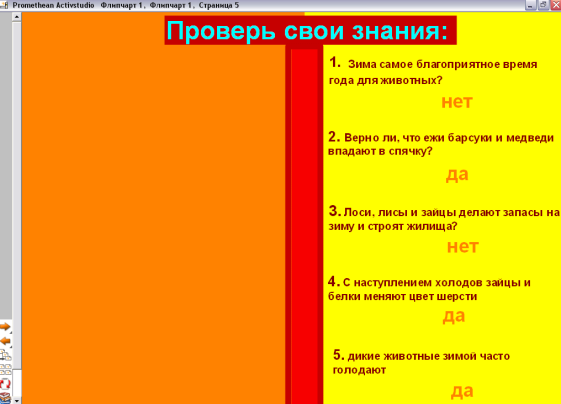 Promethean Activstudio Флипчарт 1 , Флипчарт 1 , Страница 5
Проверь свои знания:
1. Зима самое благоприятное время
года для животных?
нет
2. Верно ли, что ежи барсуки и медведи
впадают в спячку?
да
3. Лоси, лисы и зайцы делают запасы на
зиму и строят жилища?
нет
4. С наступлением холодов зайцы и
белки меняют цвет шерсти
да
5. дикие животные зимой часто
голодают
да